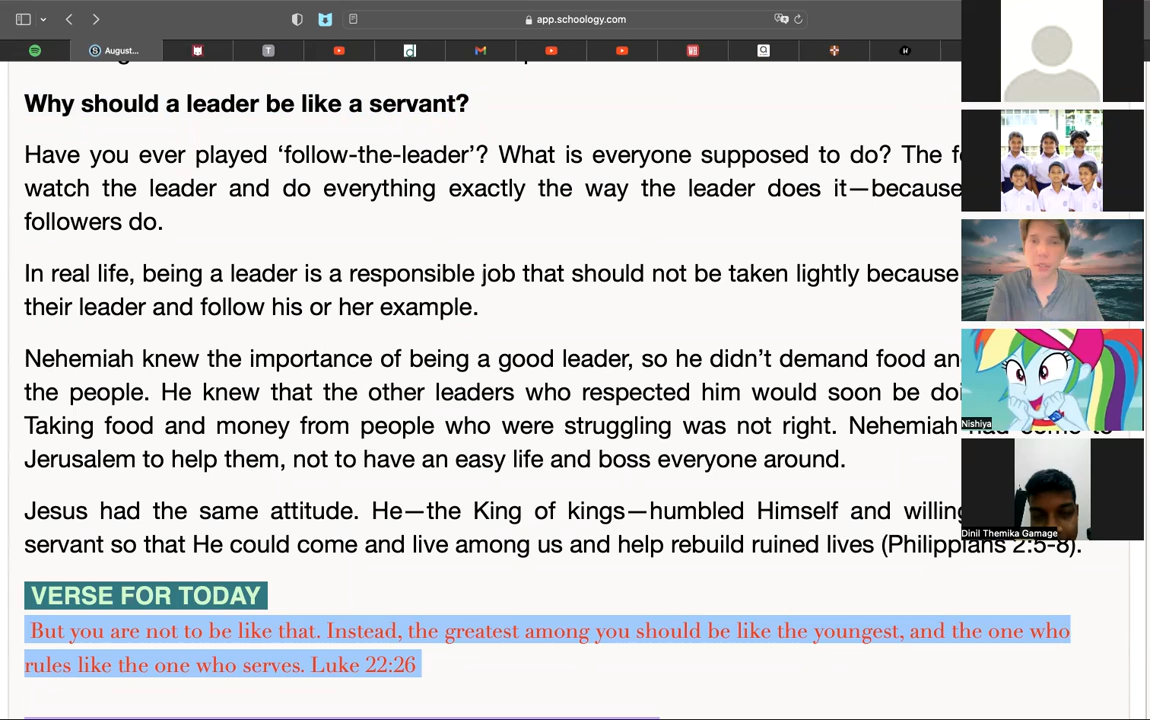 app.schoology.com
August...
Why should a leader be like a servant?
Have you ever played ‘follow-the-leader’? What is everyone supposed to do? The
watch the leader and do everything exactly the way the leader does it—because
followers do.
In real life, being a leader is a responsible job that should not be taken lightly because
their leader and follow his or her example.
Nehemiah knew the importance of being a good leader, so he didn’t demand food
the people. He knew that the other leaders who respected him would soon be
Taking food and money from people who were struggling was not right. Nehemiah
Jerusalem to help them, not to have an easy life and boss everyone around.
Jesus had the same attitude. He—the King of kings—humbled Himself and
servant so that He could come and live among us and help rebuild ruined lives (Philippians 2:5-8).
VERSE FOR TODAY
But you are not to be like that. Instead, the greatest among you should be like the youngest, and the one who
rules like the one who serves. Luke 22:26
Nishiya
Dinil Themika Gamage